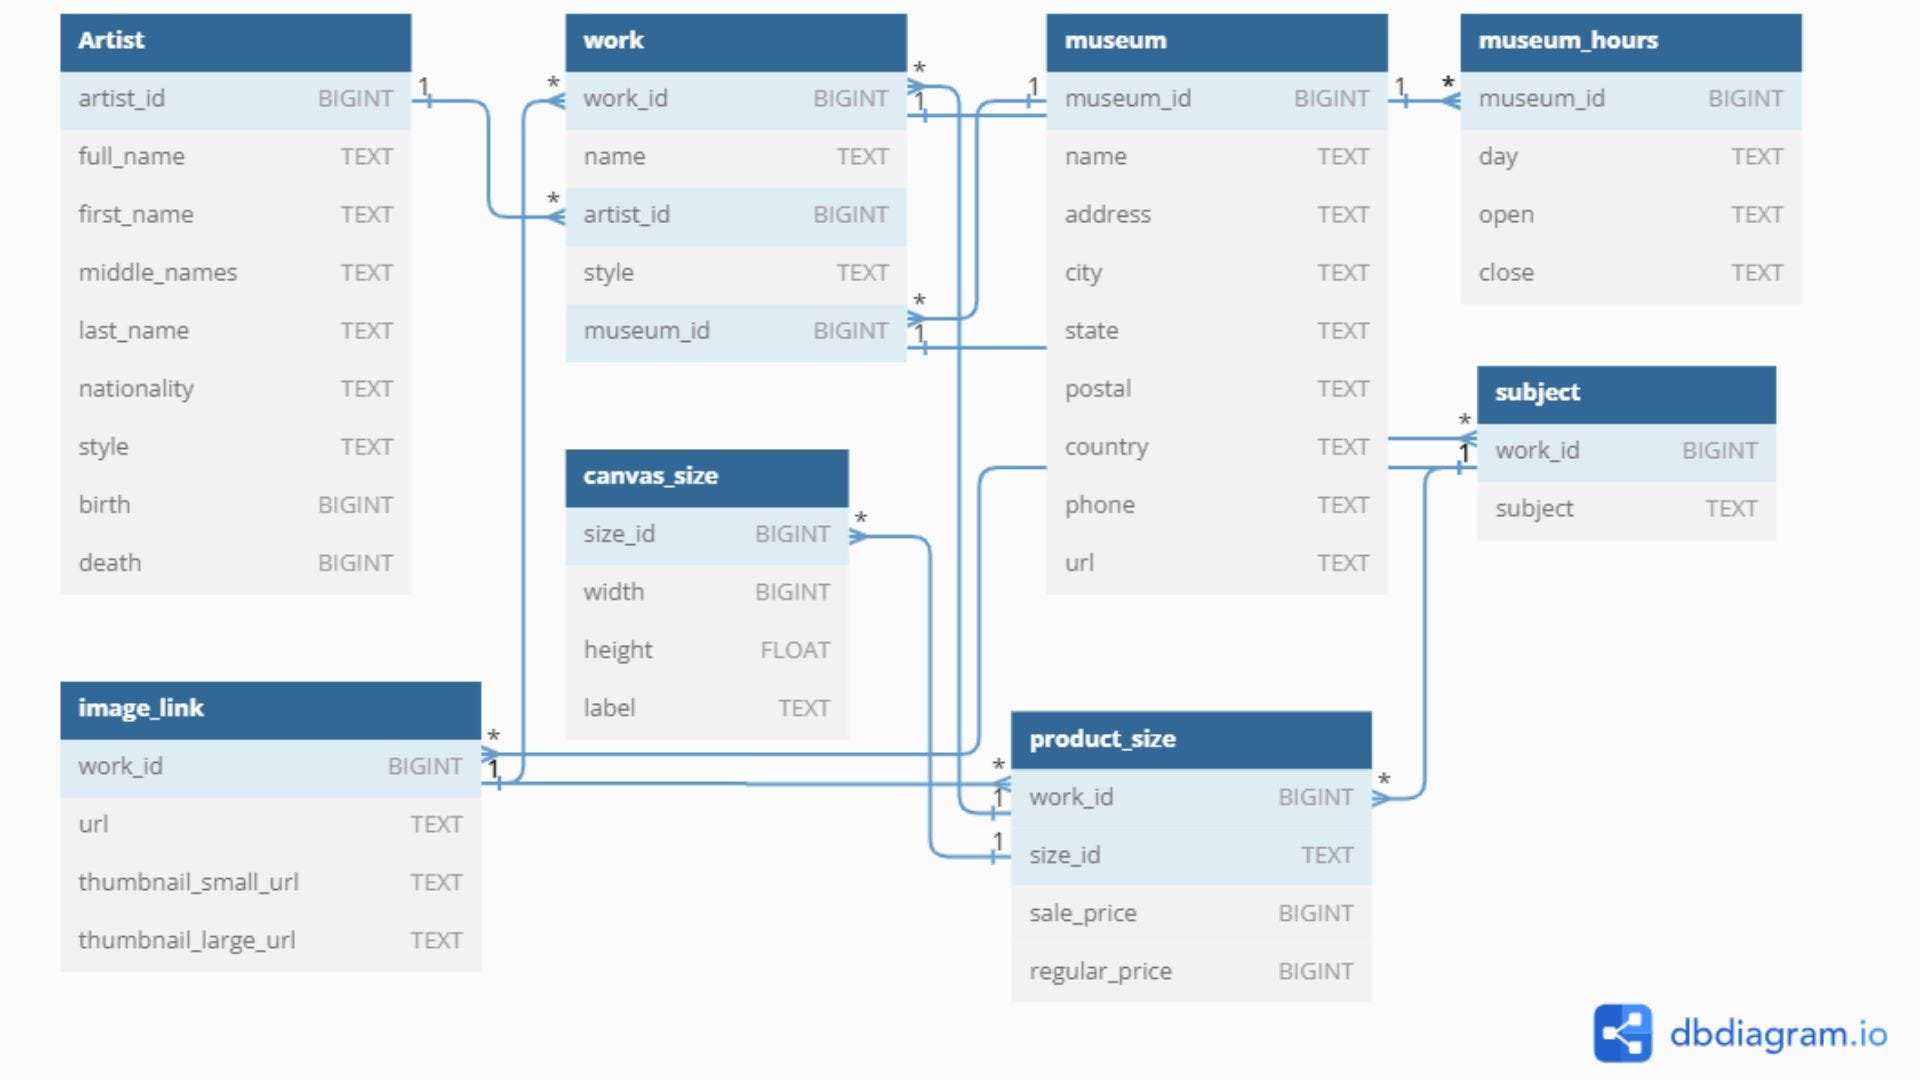 Artist
artist_id BIGINT
full_name TEXT
first_name TEXT
middle_names TEXT
last_name TEXT
nationality TEXT
style TEXT
birth BIGINT
death BIGINT
1
work
work_id BIGINT
name TEXT
artist_id BIGINT
style TEXT
museum_id BIGINT
*
*
*
1
*
1
museum
museum_id BIGINT
name TEXT
address TEXT
city TEXT
state TEXT
postal TEXT
country TEXT
phone TEXT
url TEXT
1
1
museum_hours
museum_id BIGINT
day TEXT
open TEXT
close TEXT
*
subject
work_id BIGINT
subject TEXT
*
1
canvas_size
size_id BIGINT
width BIGINT
height FLOAT
label TEXT
*
image_link
work_id BIGINT
url TEXT
thumbnail_small_url TEXT
thumbnail_large_url TEXT
*
1
product_size
work_id BIGINT
size_id TEXT
sale_price BIGINT
regular_price BIGINT
*
1
1
*
dbdiagram.io